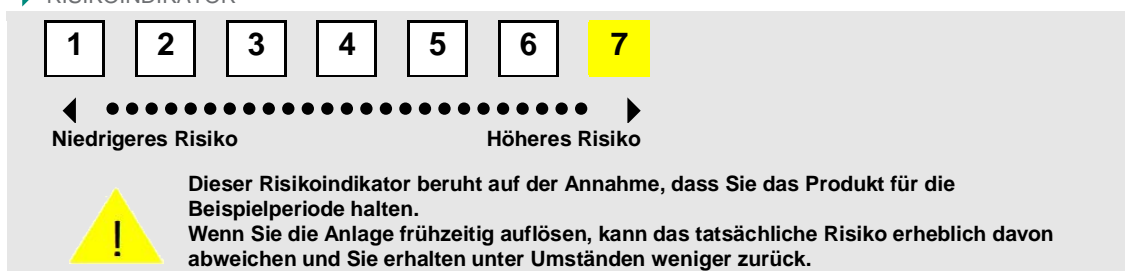 RISIKOINDIKATOR
1 2 3 4 5 6 7
Niedrigeres Risiko Höheres Risiko
Dieser Risikoindikator beruht auf der Annahme, dass Sie das Produkt für die
Beispielperiode halten.
! Wenn Sie die Anlage frühzeitig auflösen, kann das tatsächliche Risiko erheblich davon
abweichen und Sie erhalten unter Umständen weniger zurück.